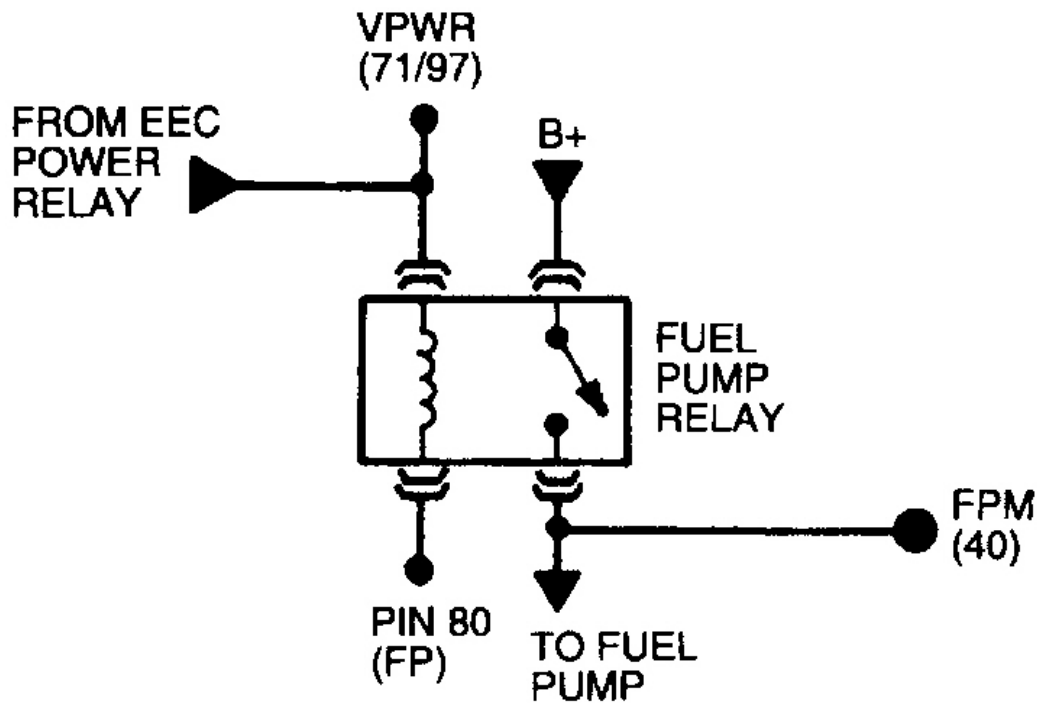 VPWR
(71/97)
FROM EEC
POWER
RELAY
B+
FUEL
PUMP
RELAY
FPM
(40)
PIN 80
(FP)
TO FUEL
PUMP